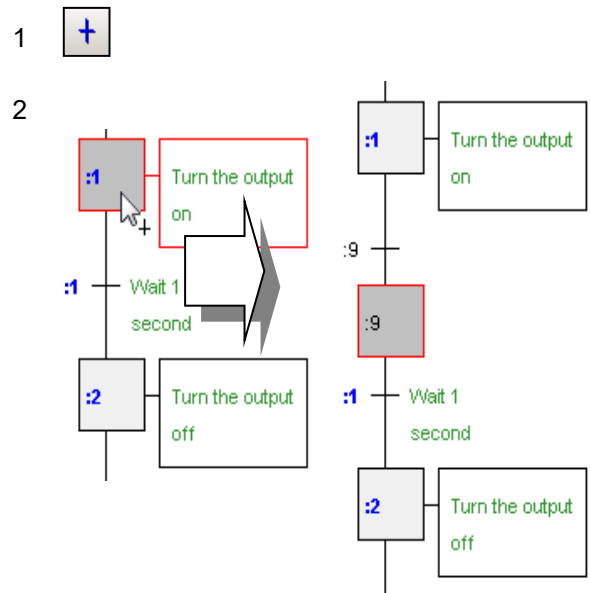 1
2
:1
Turn the output
on
:1
Wait 1
second
:2
Turn the output
off
:1
Turn the output
on
:9
:9
:1
Wait 1
second
:2
Turn the output
off